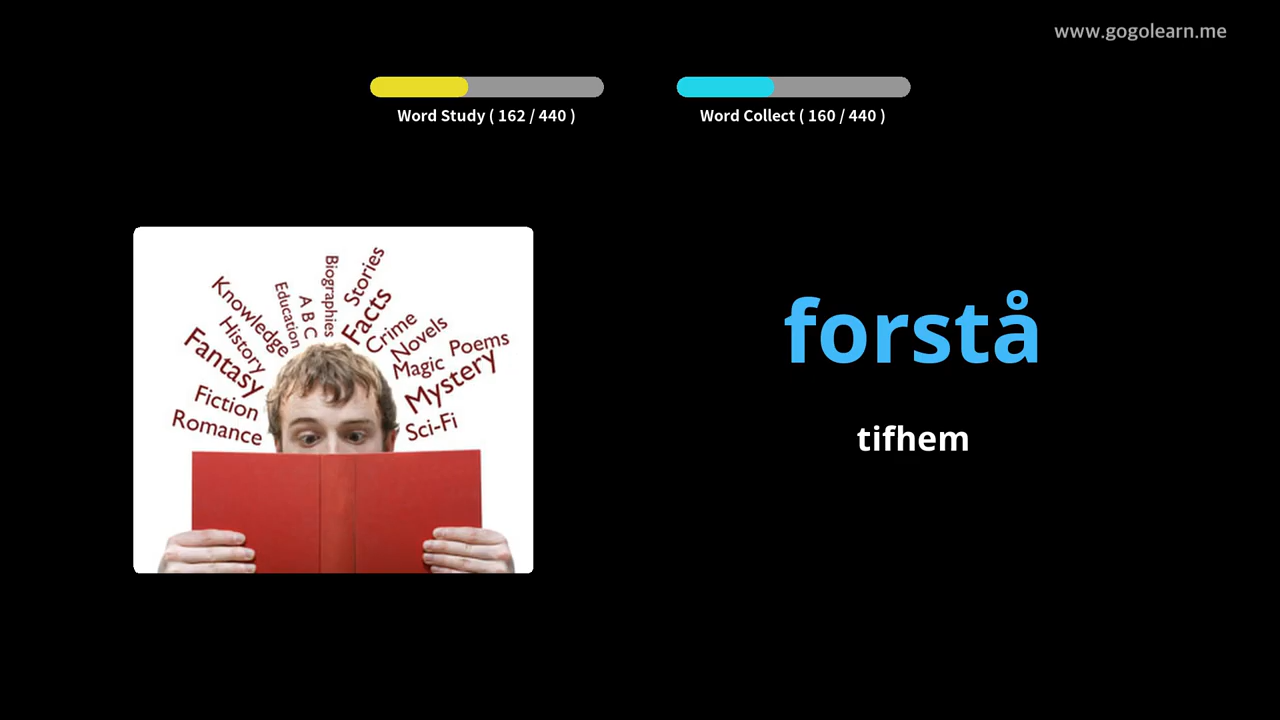 www.gogolearn.me
Word Study ( 162 / 440 )
Word Collect ( 160 / 440 )
Romance
Fiction
Fantasy
History
Knowledge
Education
A B C
Biographies
Stories
Facts
Crime
Novels
Magic
Poems
Mystery
Sci-Fi
forstå
tifhem